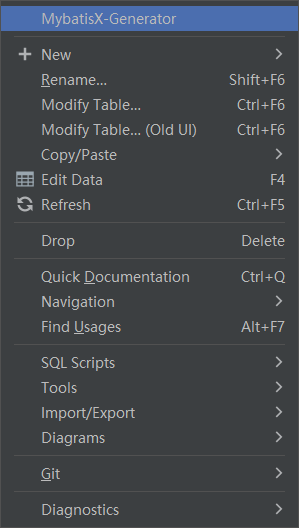 MybatisX-Generator
New
Rename... Shift+F6
Modify Table... Ctrl+F6
Modify Table... (Old UI) Ctrl+F6
Copy/Paste
Edit Data F4
Refresh Ctrl+F5
Drop Delete
Quick Documentation Ctrl+Q
Navigation
Find Usages Alt+F7
SQL Scripts
Tools
Import/Export
Diagrams
Git
Diagnostics